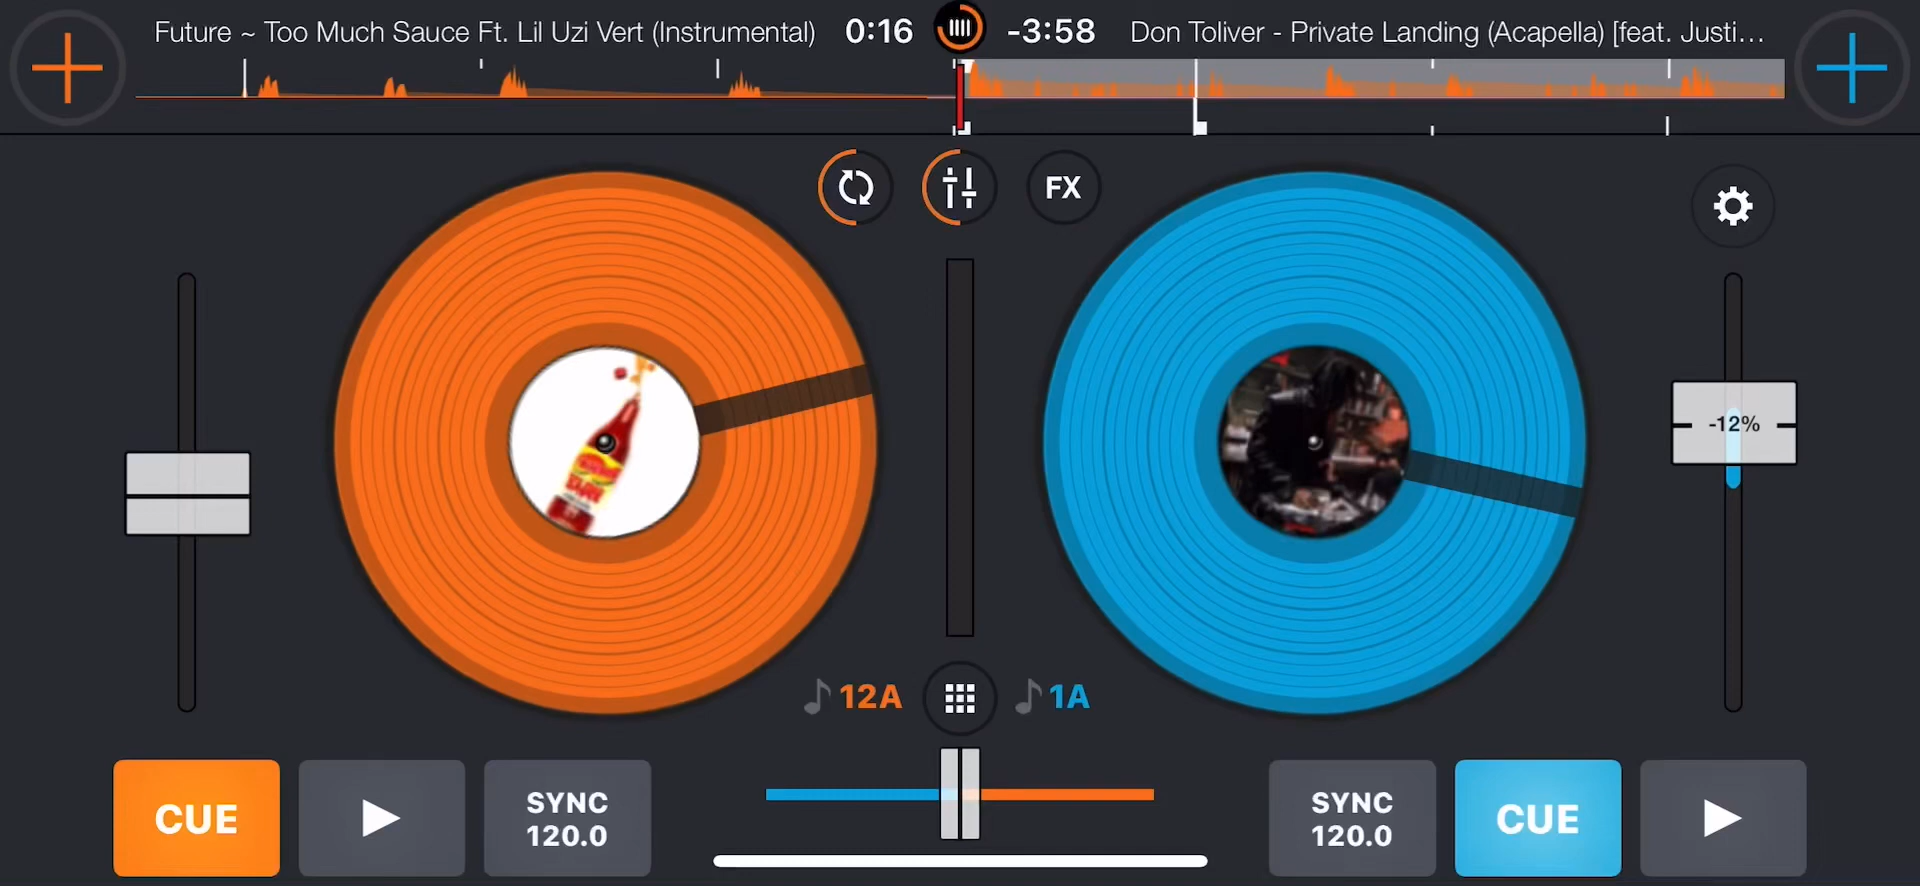 Future ~ Too Much Sauce Ft. Lil Uzi Vert (Instrumental) 0:16 -3:58 Don Toliver - Private Landing (Acapella) [feat. Justi...
FX
-12%
12A 1A
CUE SYNC 120.0 SYNC 120.0 CUE